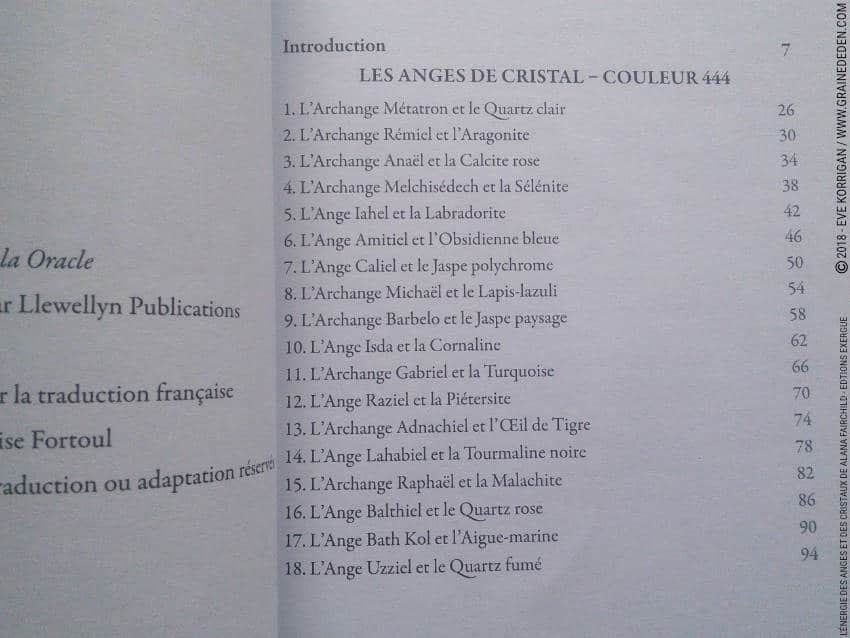 la Oracle
Llewellyn Publications
la traduction française
Fortoul
ou adaptation
Introduction 7
LES ANGES DE CRISTAL – COULEUR 444
1. L'Archange Métatron et le Quartz clair 26
2. L'Archange Rémiel et l'Aragonite 30
3. L'Archange Anaël et la Calcite rose 34
4. L'Archange Melchisédech et la Sélénite 38
5. L'Ange Iahel et la Labradorite 42
6. L'Ange Amitiel et l'Obsidienne bleue 46
7. L'Ange Caliel et le Jaspe polychrome 50
8. L'Archange Michaël et le Lapis-lazuli 54
9. L'Archange Barbelo et le Jaspe paysage 58
10. L'Ange Isda et la Cornaline 62
11. L'Archange Gabriel et la Turquoise 66
12. L'Ange Raziel et la Piétersite 70
13. L'Archange Adnachiel et l'Œil de Tigre 74
14. L'Ange Lahabiel et la Tourmaline noire 78
15. L'Archange Raphaël et la Malachite 82
16. L'Ange Balthiel et le Quartz rose 86
17. L'Ange Bath Kol et l'Aigue-marine 90
18. L'Ange Uzziel et le Quartz fumé 94
L'ÉNERGIE DES ANGES ET DES CRISTAUX DE ALANA FAIRCHILD - EDTIONS EXERGUE
© 2018 - EVE KORRIGAN / WWW.GRAINEDEDEN.COM